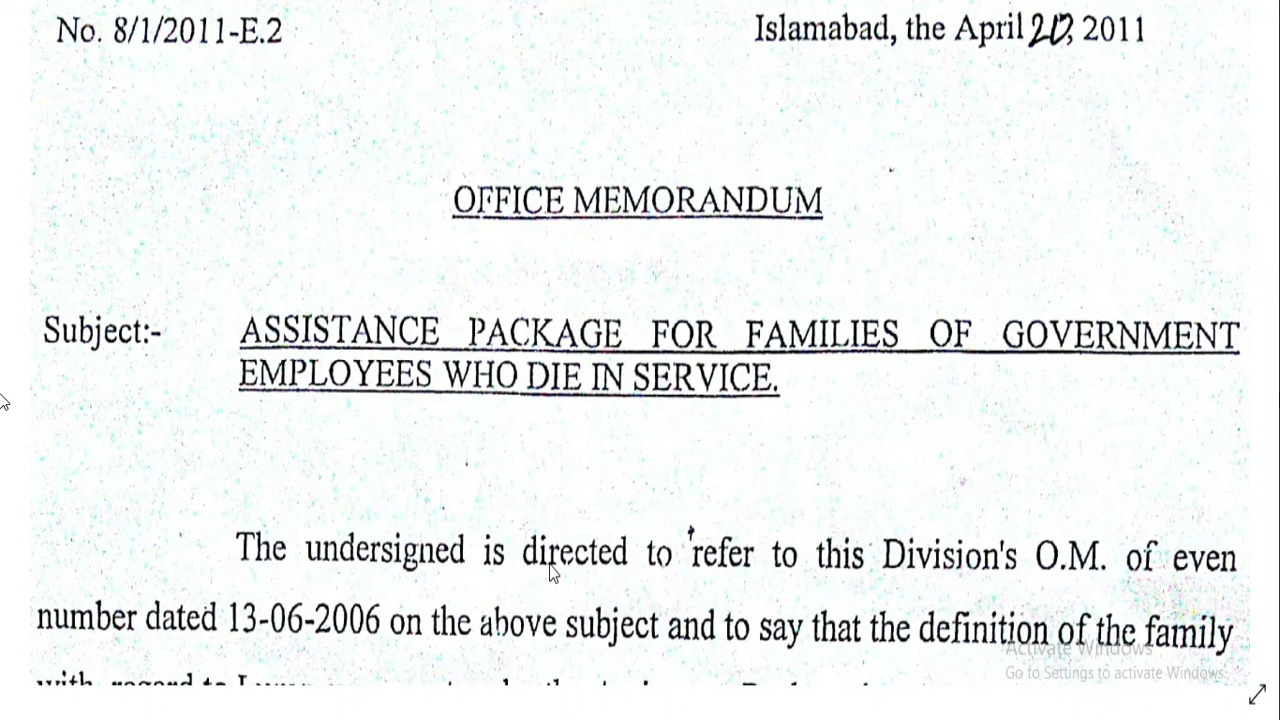 No. 8/1/2011-E.2 Islamabad, the April 20, 2011
OFFICE MEMORANDUM
Subject:- ASSISTANCE PACKAGE FOR FAMILIES OF GOVERNMENT
EMPLOYEES WHO DIE IN SERVICE.
The undersigned is directed to refer to this Division's O.M. of even
number dated 13-06-2006 on the above subject and to say that the definition of the family
Activate Windows
Go to Settings to activate Windows.